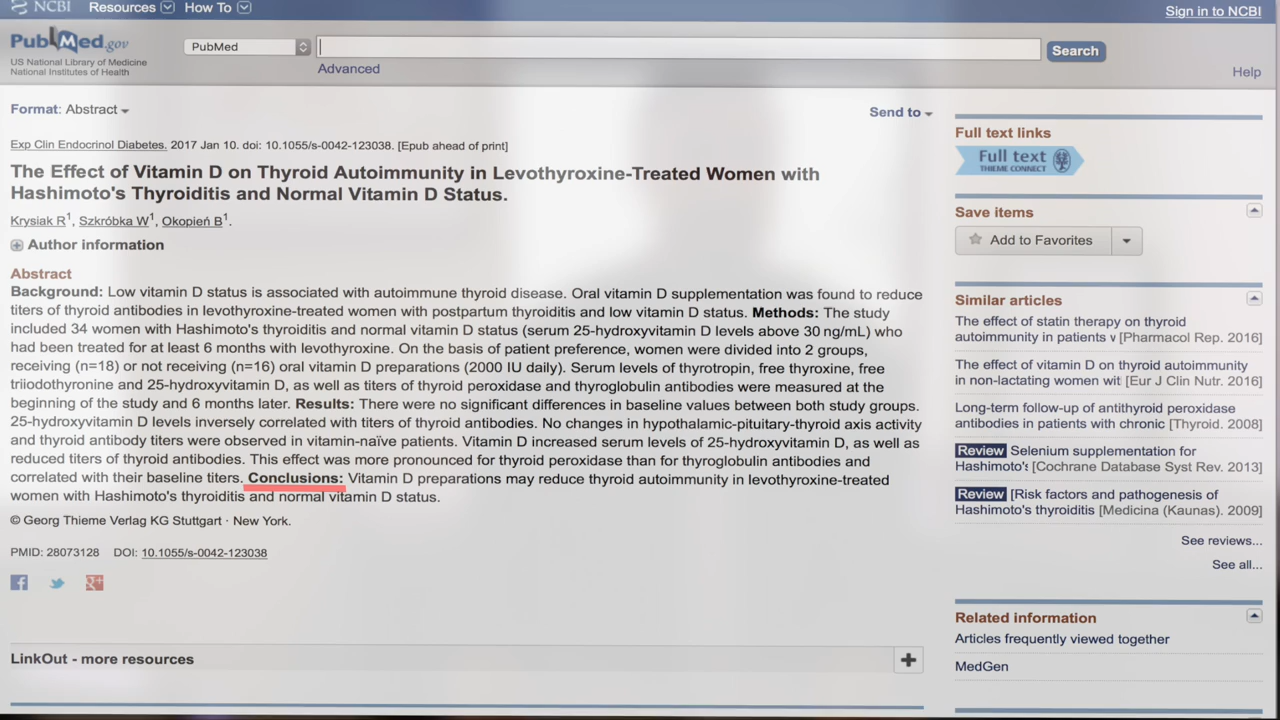 NCBI Resources How To Sign in to NCBI
PubMed.gov
US National Library of Medicine
National Institutes of Health
PubMed
Search
Advanced
Help
Format: Abstract
Send to
Exp Clin Endocrinol Diabetes. 2017 Jan 10. doi: 10.1055/s-0042-123038. [Epub ahead of print]
The Effect of Vitamin D on Thyroid Autoimmunity in Levothyroxine-Treated Women with
Hashimoto's Thyroiditis and Normal Vitamin D Status.
Krysiak R1, Szkróbka W1, Okopień B1.
Author information
Abstract
Background: Low vitamin D status is associated with autoimmune thyroid disease. Oral vitamin D supplementation was found to reduce
titers of thyroid antibodies in levothyroxine-treated women with postpartum thyroiditis and low vitamin D status. Methods: The study
included 34 women with Hashimoto's thyroiditis and normal vitamin D status (serum 25-hydroxyvitamin D levels above 30 ng/mL) who
had been treated for at least 6 months with levothyroxine. On the basis of patient preference, women were divided into 2 groups,
receiving (n=18) or not receiving (n=16) oral vitamin D preparations (2000 IU daily). Serum levels of thyrotropin, free thyroxine, free
triiodothyronine and 25-hydroxyvitamin D, as well as titers of thyroid peroxidase and thyroglobulin antibodies were measured at the
beginning of the study and 6 months later. Results: There were no significant differences in baseline values between both study groups.
25-hydroxyvitamin D levels inversely correlated with titers of thyroid antibodies. No changes in hypothalamic-pituitary-thyroid axis activity
and thyroid antibody titers were observed in vitamin-naïve patients. Vitamin D increased serum levels of 25-hydroxyvitamin D, as well as
reduced titers of thyroid antibodies. This effect was more pronounced for thyroid peroxidase than for thyroglobulin antibodies and
correlated with their baseline titers. Conclusions: Vitamin D preparations may reduce thyroid autoimmunity in levothyroxine-treated
women with Hashimoto's thyroiditis and normal vitamin D status.
© Georg Thieme Verlag KG Stuttgart · New York.
PMID: 28073128 DOI: 10.1055/s-0042-123038
LinkOut - more resources
Full text links
Full text
THIEME CONNECT
Save items
Add to Favorites
Similar articles
The effect of statin therapy on thyroid
autoimmunity in patients v [Pharmacol Rep. 2016]
The effect of vitamin D on thyroid autoimmunity
in non-lactating women wit [Eur J Clin Nutr. 2016]
Long-term follow-up of antithyroid peroxidase
antibodies in patients with chronic [Thyroid. 2008]
Review Selenium supplementation for
Hashimoto's [Cochrane Database Syst Rev. 2013]
Review [Risk factors and pathogenesis of
Hashimoto's thyroiditis [Medicina (Kaunas). 2009]
See reviews...
See all...
Related information
Articles frequently viewed together
MedGen